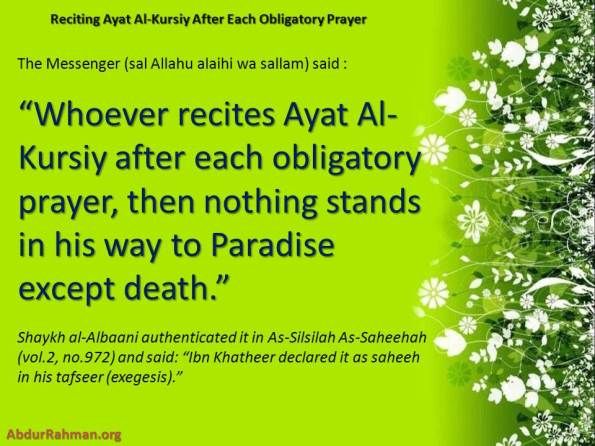 Reciting Ayat Al-Kursiy After Each Obligatory Prayer
The Messenger (sal Allahu alaihi wa sallam) said :
“Whoever recites Ayat Al-
Kursiy after each obligatory
prayer, then nothing stands
in his way to Paradise
except death.”
Shaykh al-Albaani authenticated it in As-Silsilah As-Saheehah
(vol.2, no.972) and said: “Ibn Khatheer declared it as saheeh
in his tafseer (exegesis).”
AbdurRahman.org